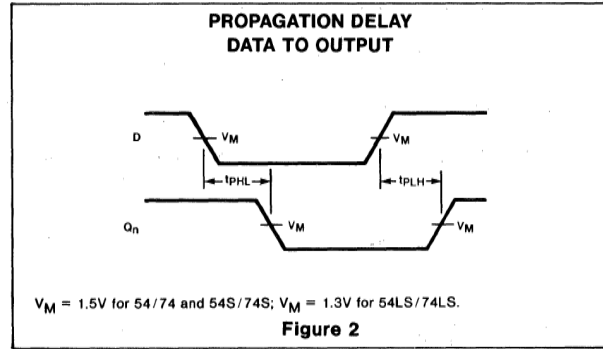 PROPAGATION DELAY
DATA TO OUTPUT
D
VM
VM
tPHL
tPLH
Qn
VM
VM
VM = 1.5V for 54/74 and 54S/74S; VM = 1.3V for 54LS/74LS.
Figure 2